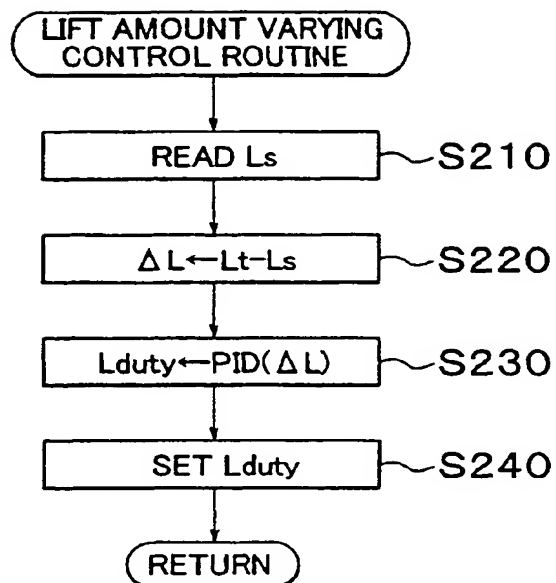 LIFT AMOUNT VARYING
CONTROL ROUTINE
READ Ls
S210
ΔL←Lt-Ls
S220
Lduty←PID(ΔL)
S230
SET Lduty
S240
RETURN